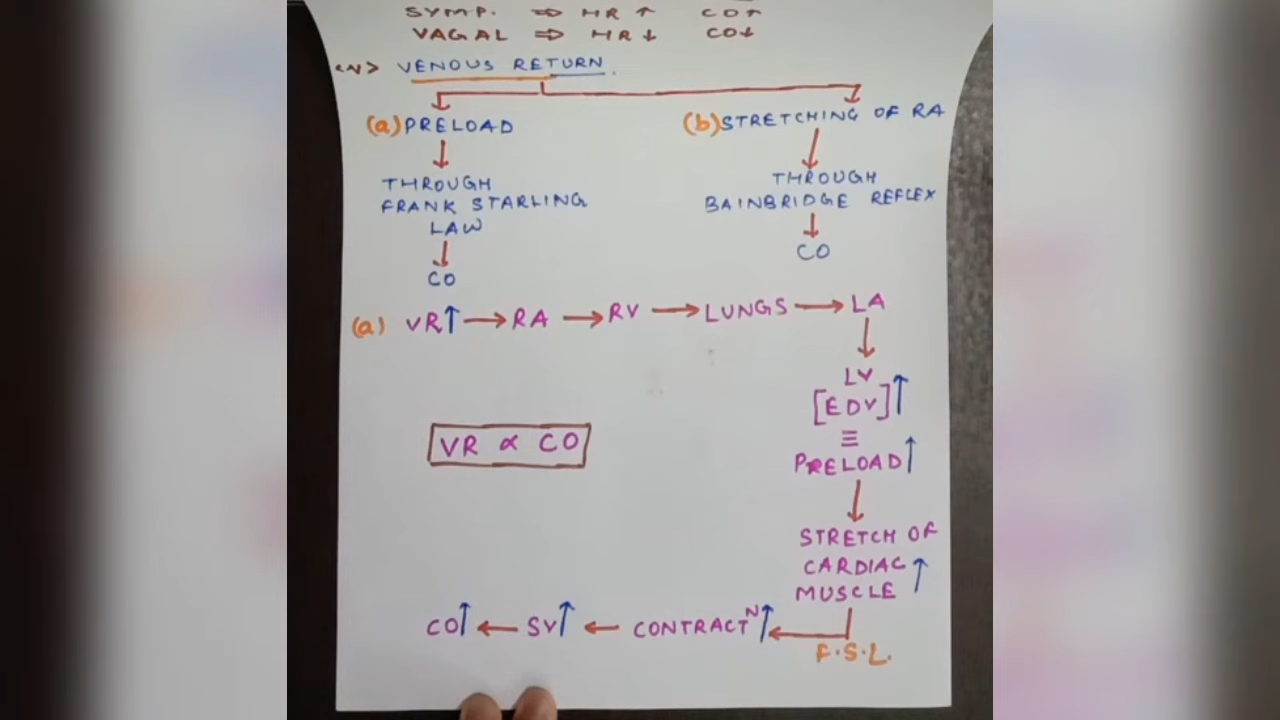 SYMP. ⇒ HR ↑ CO↑
VAGAL ⇒ HR↓ CO↓
<N> VENOUS RETURN.
(a) PRELOAD
(b) STRETCHING OF RA
↓
THROUGH
FRANK STARLING
LAW
↓
CO
↓
THROUGH
BAINBRIDGE REFLEX
↓
CO
(a) VR↑ → RA → RV → LUNGS → LA
↓
LV
[EDV]↑
≡
PRELOAD↑
↓
STRETCH OF
CARDIAC
MUSCLE ↑
F.S.L.
VR ∝ CO
CO↑ ← SV↑ ← CONTRACTᴺ↑